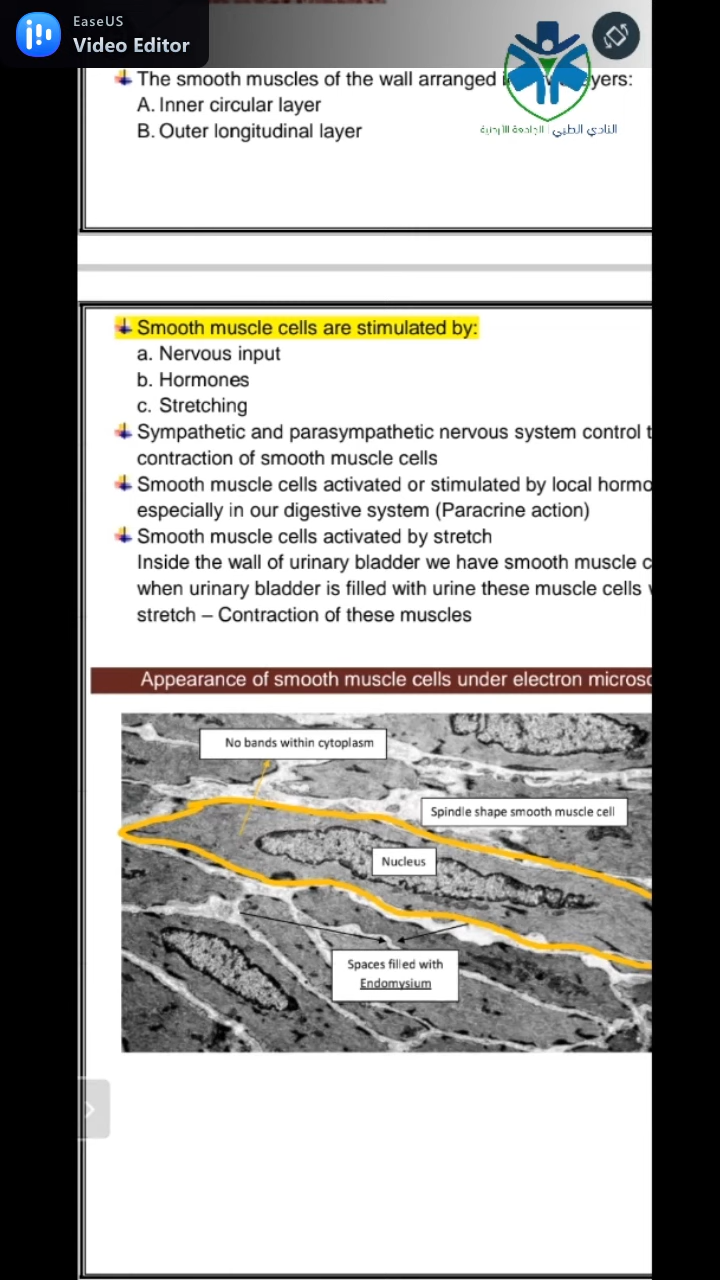 EaseUS
Video Editor
The smooth muscles of the wall arranged i yers:
A. Inner circular layer
B. Outer longitudinal layer
النادي الطبي | الجامعة الأردنية
Smooth muscle cells are stimulated by:
a. Nervous input
b. Hormones
c. Stretching
Sympathetic and parasympathetic nervous system control t
contraction of smooth muscle cells
Smooth muscle cells activated or stimulated by local hormo
especially in our digestive system (Paracrine action)
Smooth muscle cells activated by stretch
Inside the wall of urinary bladder we have smooth muscle c
when urinary bladder is filled with urine these muscle cells
stretch – Contraction of these muscles
Appearance of smooth muscle cells under electron microsc
No bands within cytoplasm
Spindle shape smooth muscle cell
Nucleus
Spaces filled with
Endomysium